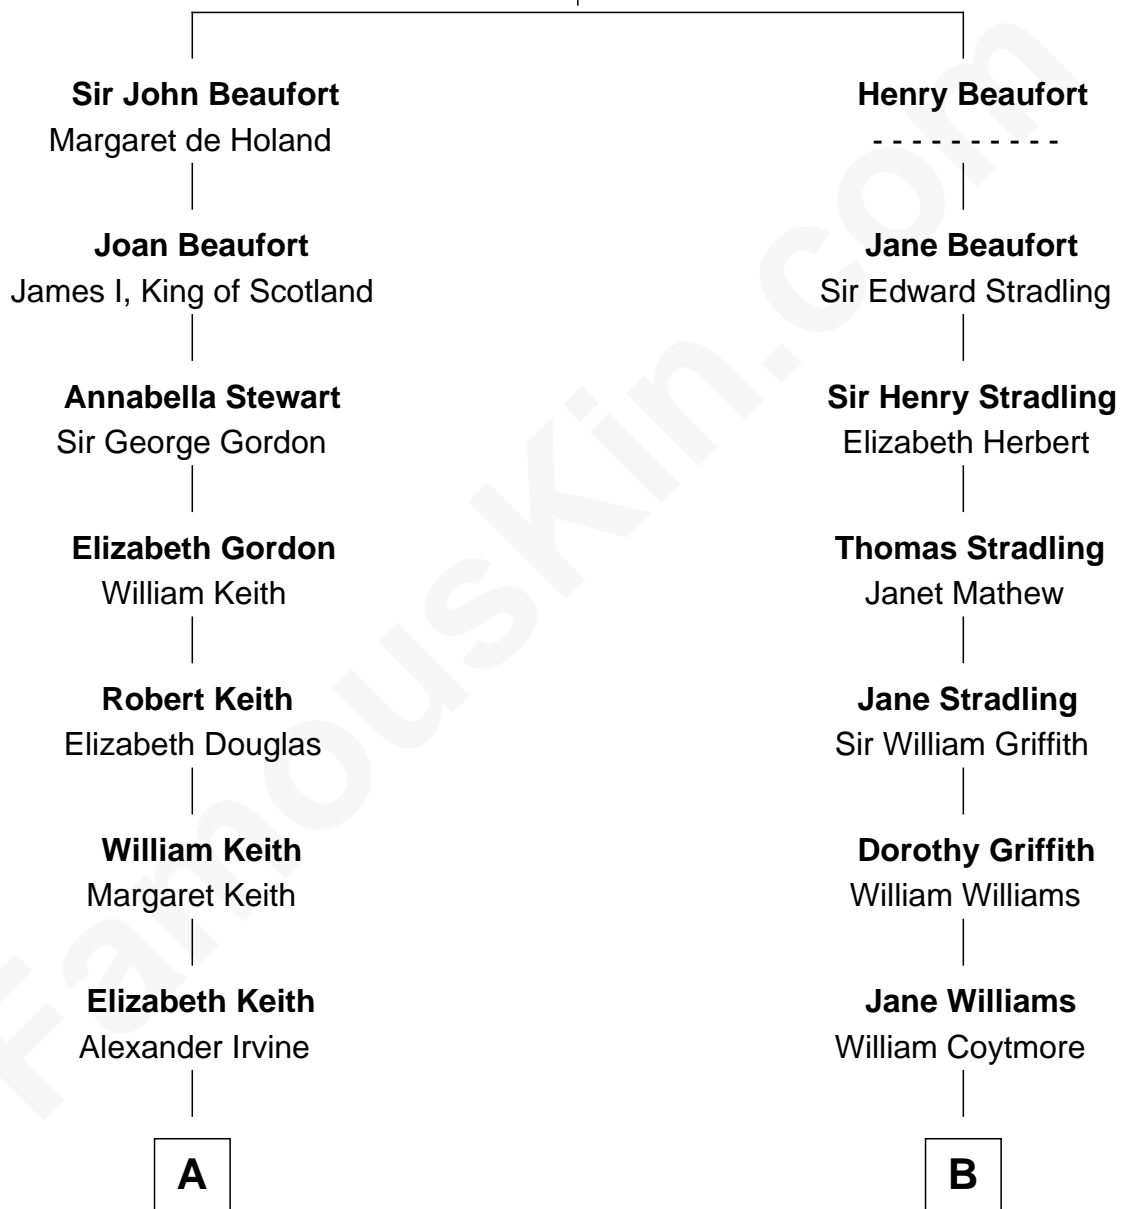 Sir John Beaufort
Margaret de Holand
Joan Beaufort
James I, King of Scotland
Annabella Stewart
Sir George Gordon
Elizabeth Gordon
William Keith
Robert Keith
Elizabeth Douglas
William Keith
Margaret Keith
Elizabeth Keith
Alexander Irvine
A
Henry Beaufort
- - - - - - - - - -
Jane Beaufort
Sir Edward Stradling
Sir Henry Stradling
Elizabeth Herbert
Thomas Stradling
Janet Mathew
Jane Stradling
Sir William Griffith
Dorothy Griffith
William Williams
Jane Williams
William Coytmore
B
FamousKin.com